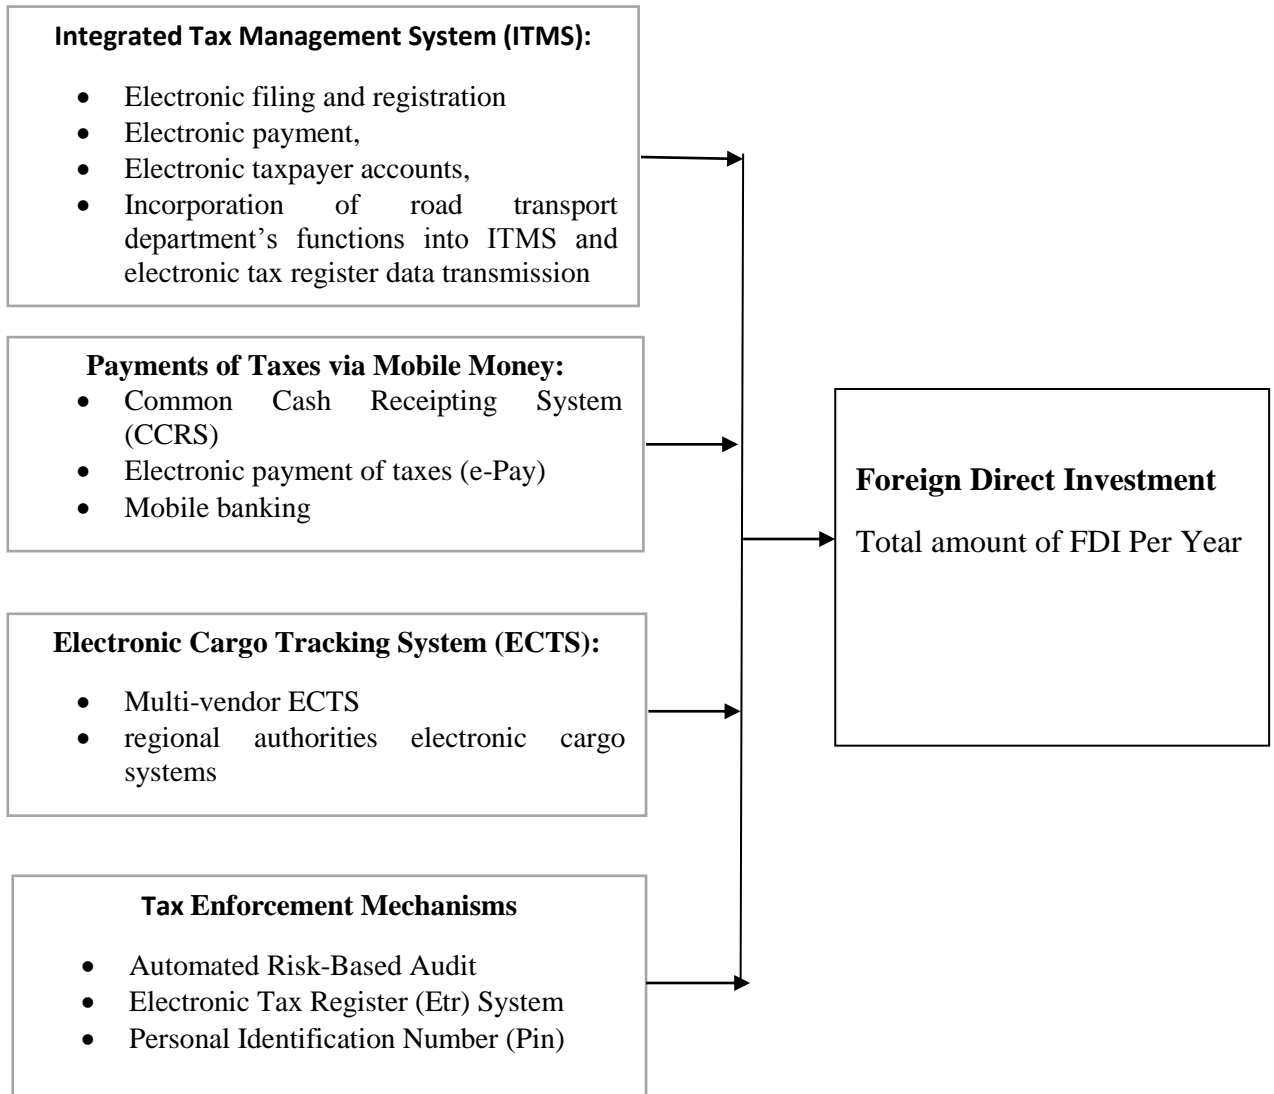 Integrated Tax Management System (ITMS):
• Electronic filing and registration
• Electronic payment,
• Electronic taxpayer accounts,
• Incorporation of road transport
department’s functions into ITMS and
electronic tax register data transmission
Payments of Taxes via Mobile Money:
• Common Cash Receipting System
(CCRS)
• Electronic payment of taxes (e-Pay)
• Mobile banking
Electronic Cargo Tracking System (ECTS):
• Multi-vendor ECTS
• regional authorities electronic cargo
systems
Tax Enforcement Mechanisms
• Automated Risk-Based Audit
• Electronic Tax Register (Etr) System
• Personal Identification Number (Pin)
Foreign Direct Investment
Total amount of FDI Per Year